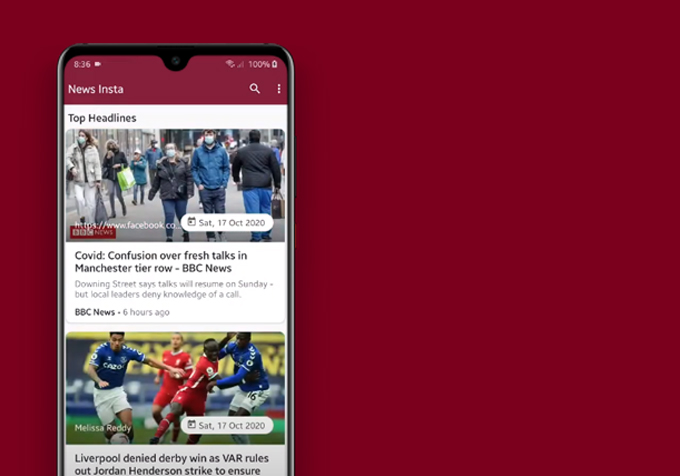 8:36
100%
News Insta
Top Headlines
https://www.facebook.co...
BBC NEWS
Sat, 17 Oct 2020
Covid: Confusion over fresh talks in
Manchester tier row - BBC News
Downing Street says talks will resume on Sunday -
but local leaders deny knowledge of a call.
BBC News • 6 hours ago
CAZOO
16
Melissa Reddy
Sat, 17 Oct 2020
Liverpool denied derby win as VAR rules
out Jordan Henderson strike to ensure